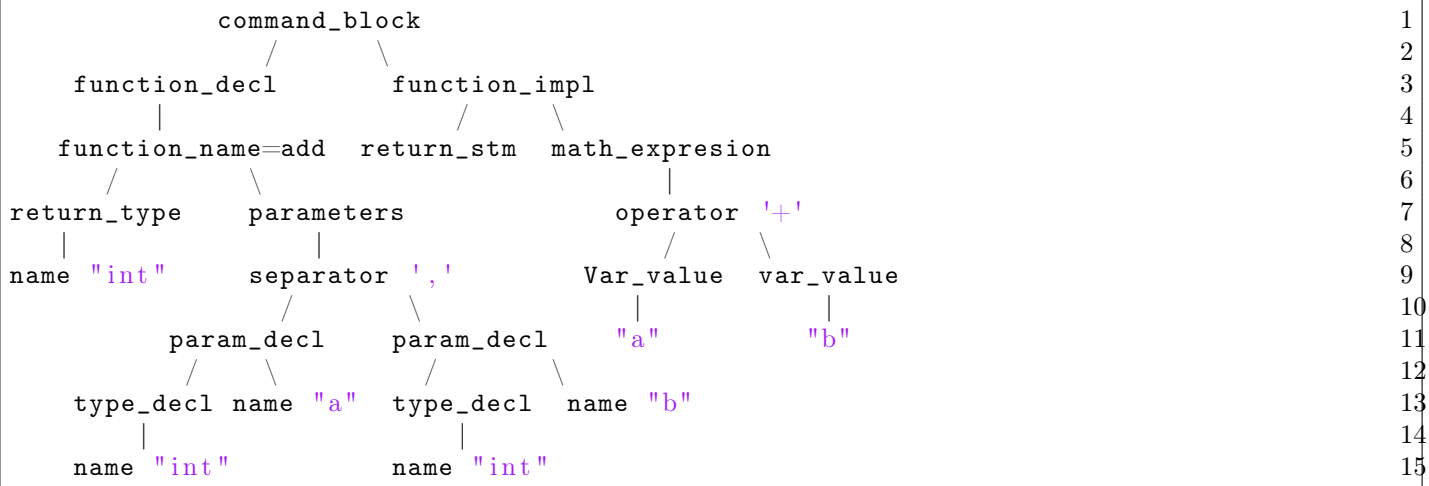 command_block 1
/ \ 2
function_decl function_impl 3
| / \ 4
function_name=add return_stm math_expresion 5
/ \ | 6
return_type parameters operator '+' 7
| | / \ 8
name "int" separator ',' Var_value var_value 9
/ \ | | 10
param_decl param_decl "a" "b" 11
/ \ / \ 12
type_decl name "a" type_decl name "b" 13
| | 14
name "int" name "int" 15